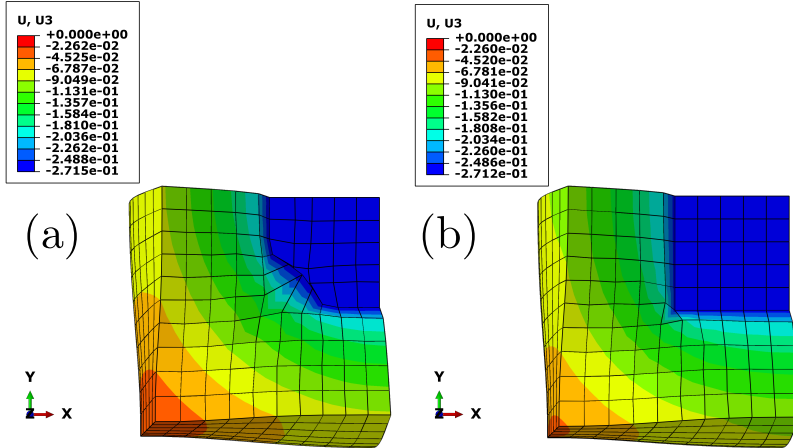 U, U3
+0.000e+00
-2.262e-02
-4.525e-02
-6.787e-02
-9.049e-02
-1.131e-01
-1.357e-01
-1.584e-01
-1.810e-01
-2.036e-01
-2.262e-01
-2.488e-01
-2.715e-01
(a)
Y
Z
X
U, U3
+0.000e+00
-2.260e-02
-4.520e-02
-6.781e-02
-9.041e-02
-1.130e-01
-1.356e-01
-1.582e-01
-1.808e-01
-2.034e-01
-2.260e-01
-2.486e-01
-2.712e-01
(b)
Y
Z
X